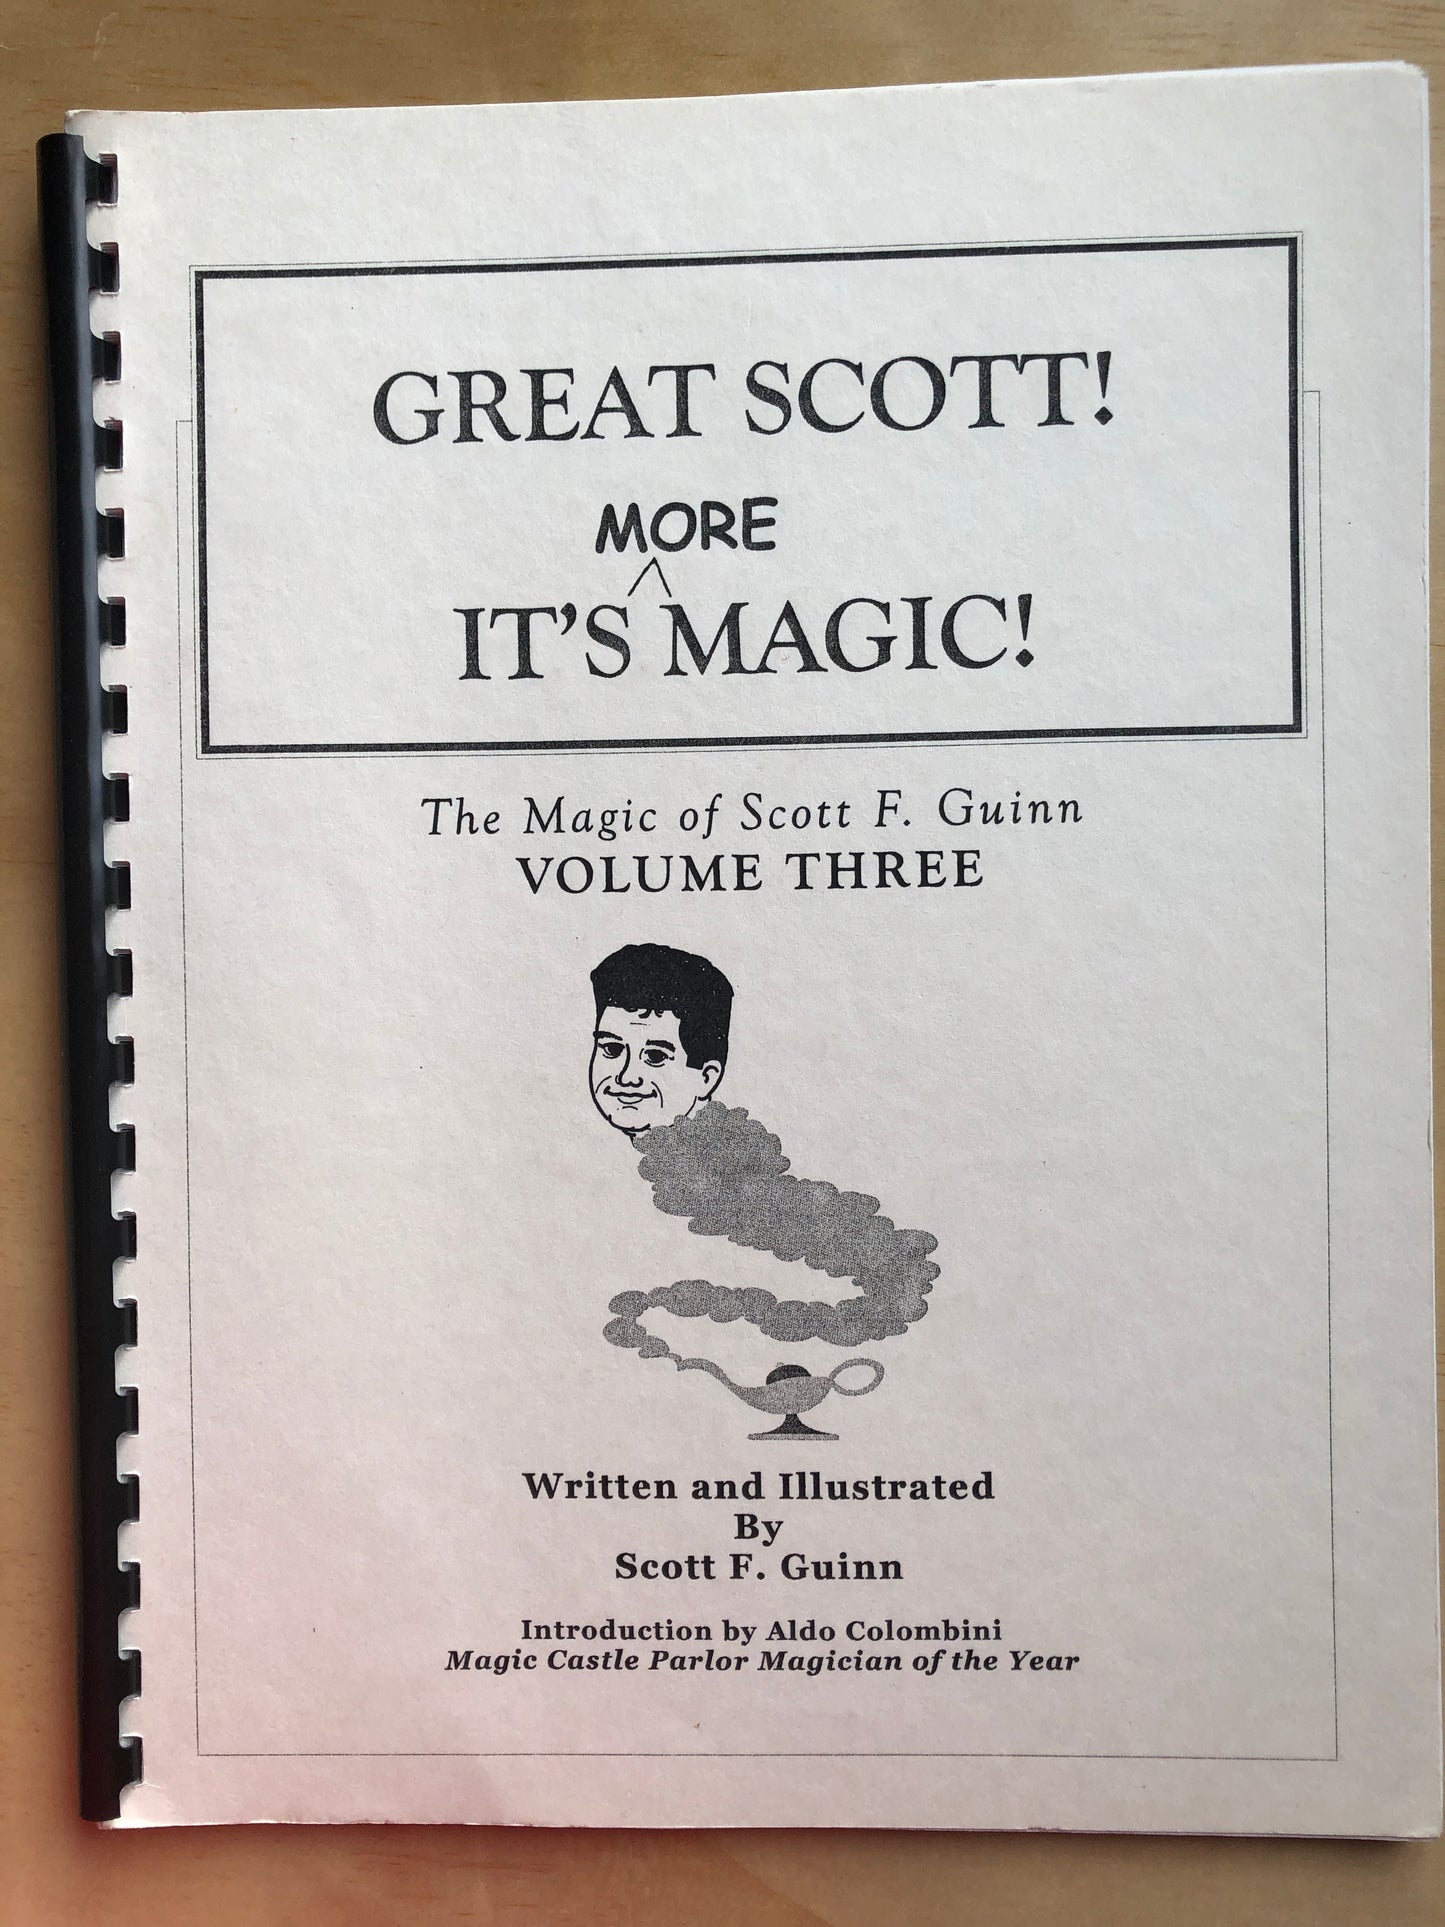 GREAT SCOTT!
MORE
IT'S MAGIC!
The Magic of Scott F. Guinn
VOLUME THREE
Written and Illustrated
By
Scott F. Guinn
Introduction by Aldo Colombini
Magic Castle Parlor Magician of the Year